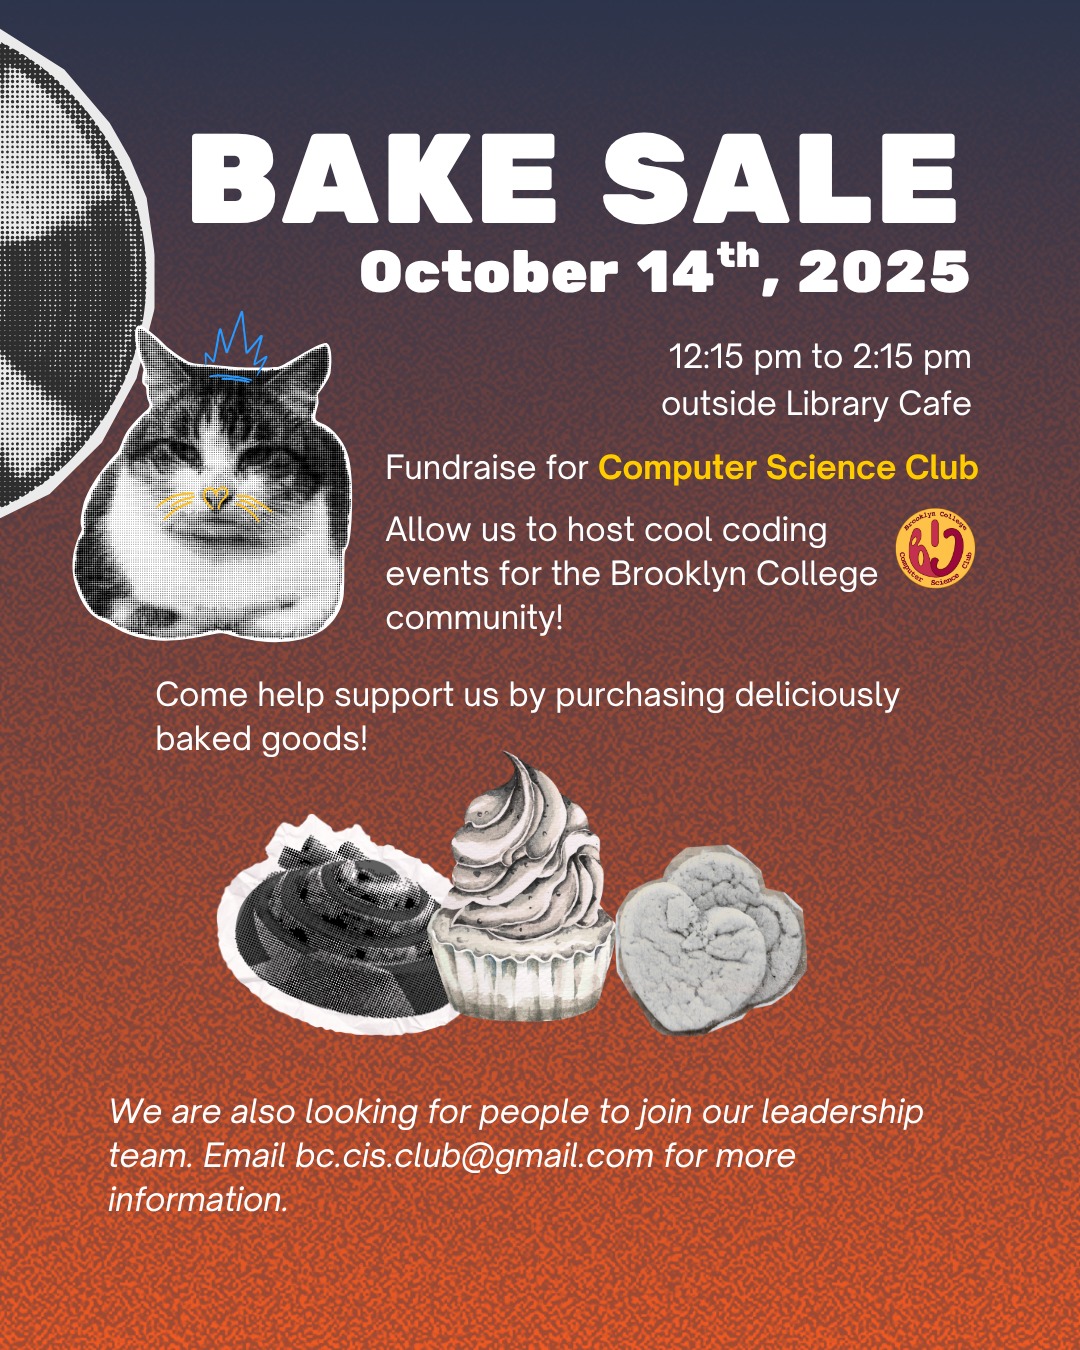 BAKE SALE
October 14th, 2025
12:15 pm to 2:15 pm
outside Library Cafe
Fundraise for Computer Science Club
Allow us to host cool coding
events for the Brooklyn College
community!
Brooklyn College
Computer Science Club
Come help support us by purchasing deliciously
baked goods!
We are also looking for people to join our leadership
team. Email bc.cis.club@gmail.com for more
information.